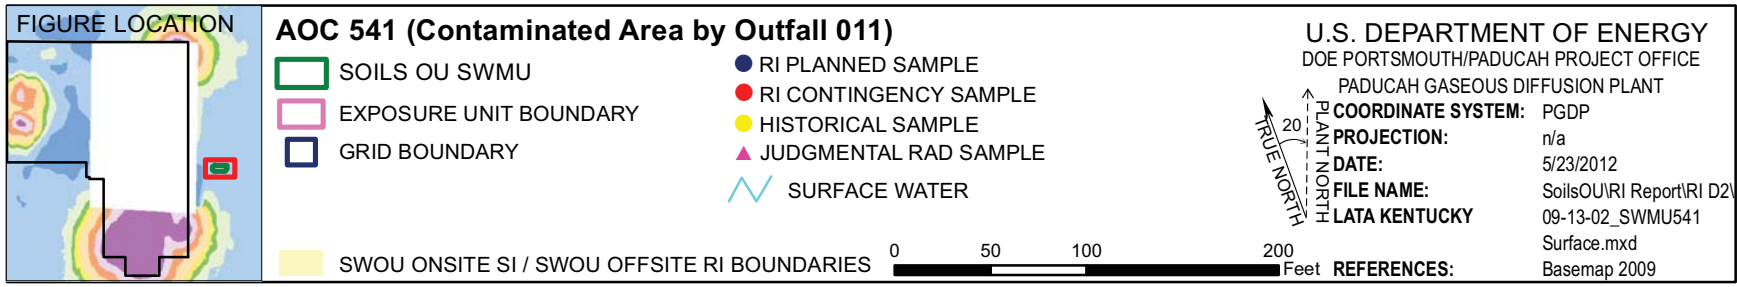 FIGURE LOCATION
AOC 541 (Contaminated Area by Outfall 011)
SOILS OU SWMU
EXPOSURE UNIT BOUNDARY
GRID BOUNDARY
RI PLANNED SAMPLE
RI CONTINGENCY SAMPLE
HISTORICAL SAMPLE
JUDGMENTAL RAD SAMPLE
SURFACE WATER
SWOU ONSITE SI / SWOU OFFSITE RI BOUNDARIES
0 50 100 200
Feet
TRUE NORTH
20
PLANT NORTH
U.S. DEPARTMENT OF ENERGY
DOE PORTSMOUTH/PADUCAH PROJECT OFFICE
PADUCAH GASEOUS DIFFUSION PLANT
COORDINATE SYSTEM: PGDP
PROJECTION: n/a
DATE: 5/23/2012
FILE NAME: SoilsOU\RI Report\RI D2\
LATA KENTUCKY 09-13-02_SWMU541
Surface.mxd
REFERENCES: Basemap 2009